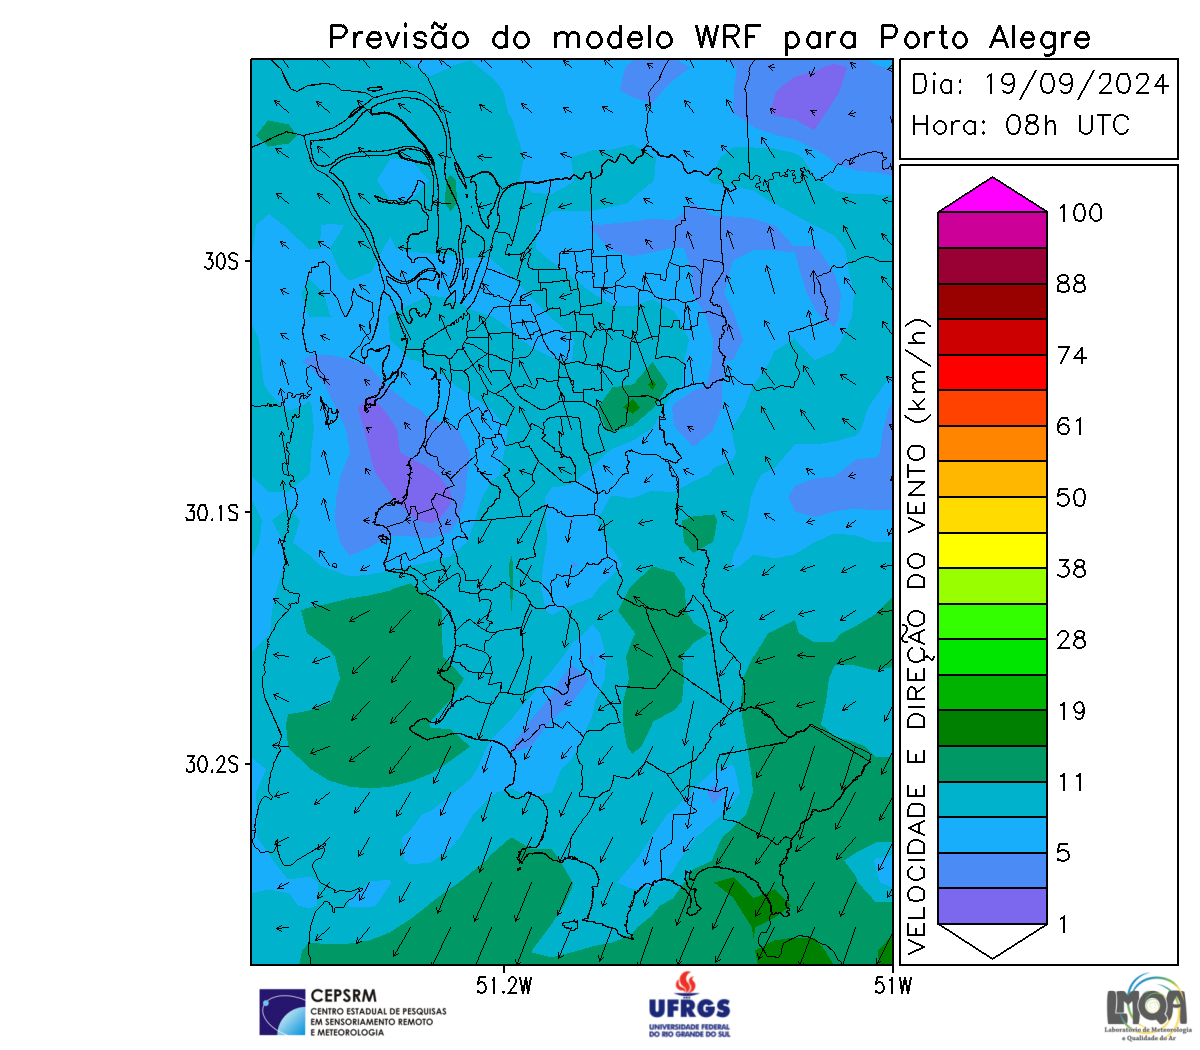 Previsão do modelo WRF para Porto Alegre
Dia: 19/09/2024
Hora: 08h UTC
30S
30.1S
30.2S
51.2W
51W
VELOCIDADE E DIREÇÃO DO VENTO (km/h)
100
88
74
61
50
38
28
19
11
5
1
CEPSRM
CENTRO ESTADUAL DE PESQUISAS
EM SENSORIAMENTO REMOTO
E METEOROLOGIA
UFRGS
UNIVERSIDADE FEDERAL
DO RIO GRANDE DO SUL
LMQA
Laboratório de Meteorologia
e Qualidade do Ar